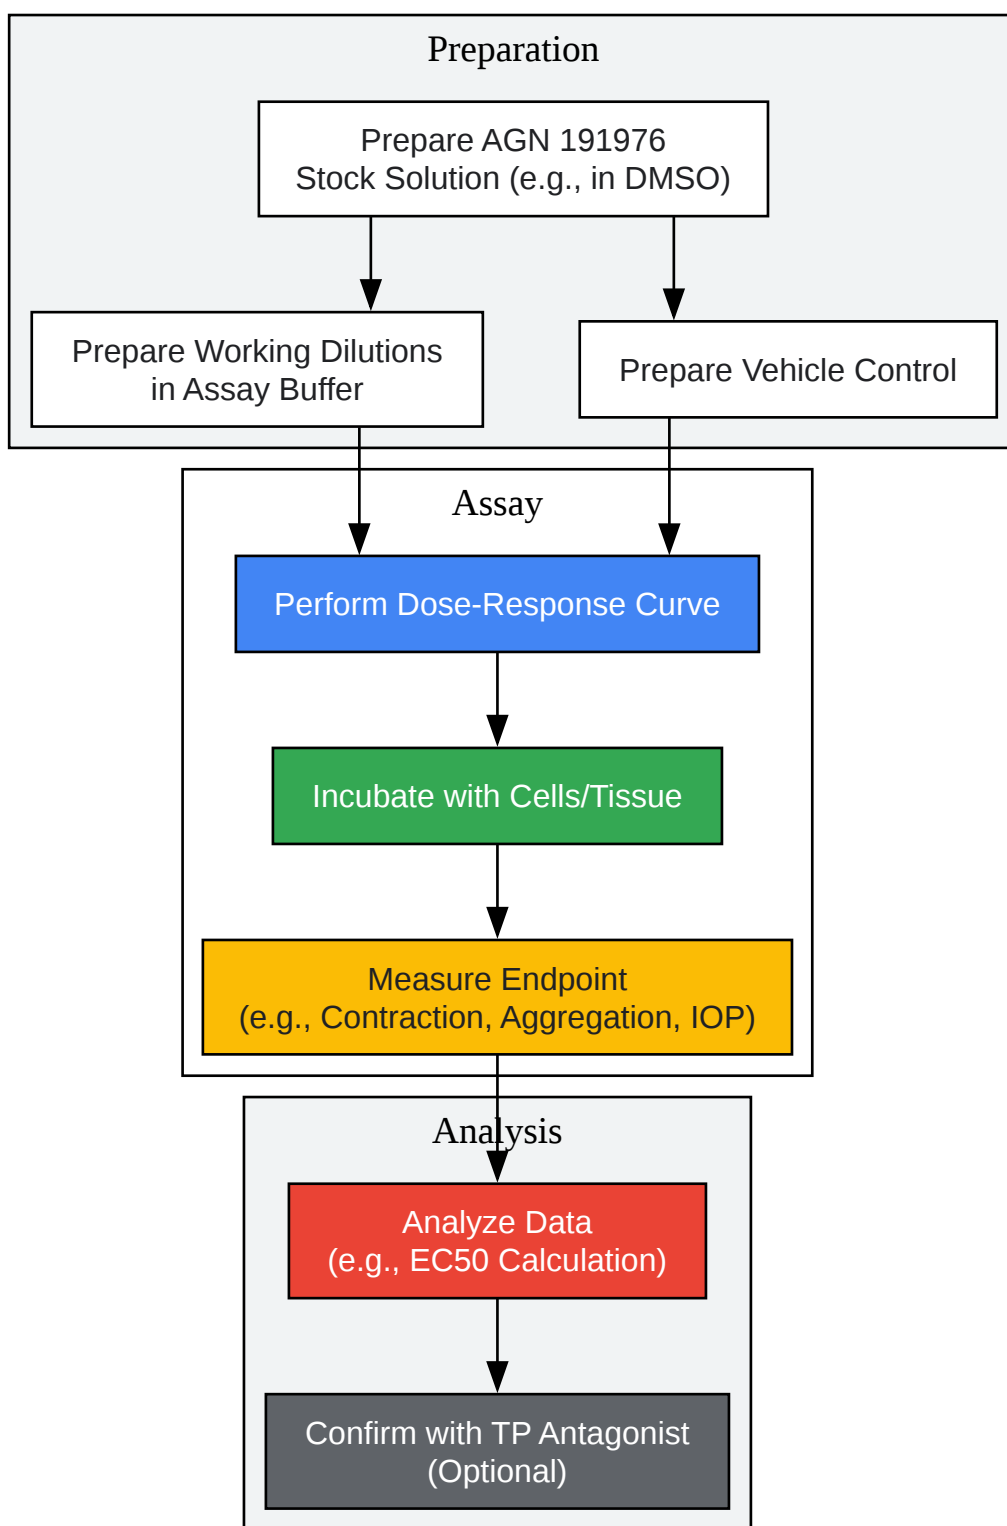 Preparation
Prepare AGN 191976
Stock Solution (e.g., in DMSO)
Prepare Working Dilutions
in Assay Buffer
Prepare Vehicle Control
Assay
Perform Dose-Response Curve
Incubate with Cells/Tissue
Measure Endpoint
(e.g., Contraction, Aggregation, IOP)
Analysis
Analyze Data
(e.g., EC50 Calculation)
Confirm with TP Antagonist
(Optional)